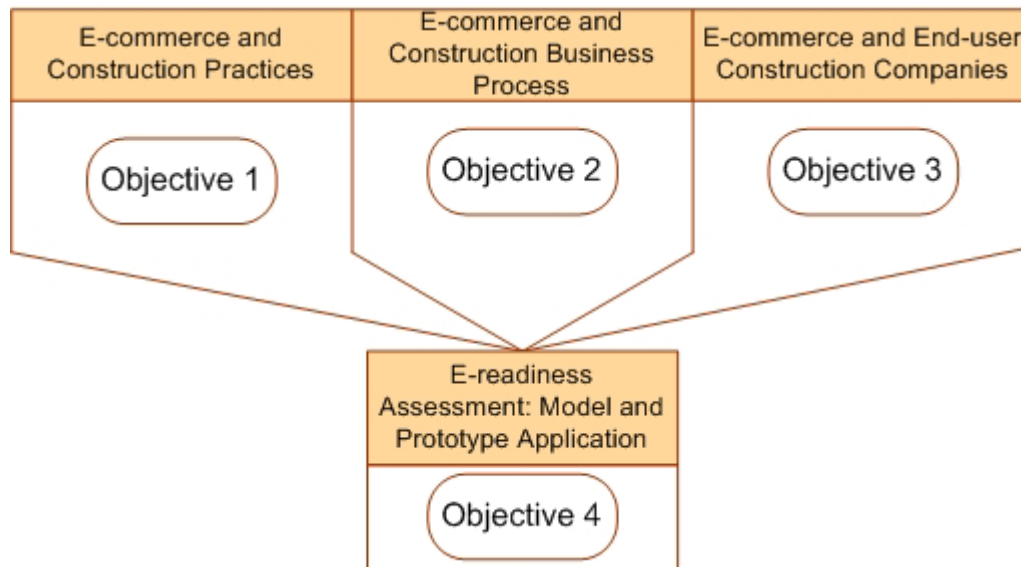 E-commerce and
Construction Practices
E-commerce and
Construction Business
Process
E-commerce and End-user
Construction Companies
Objective 1
Objective 2
Objective 3
E-readiness
Assessment: Model and
Prototype Application
Objective 4